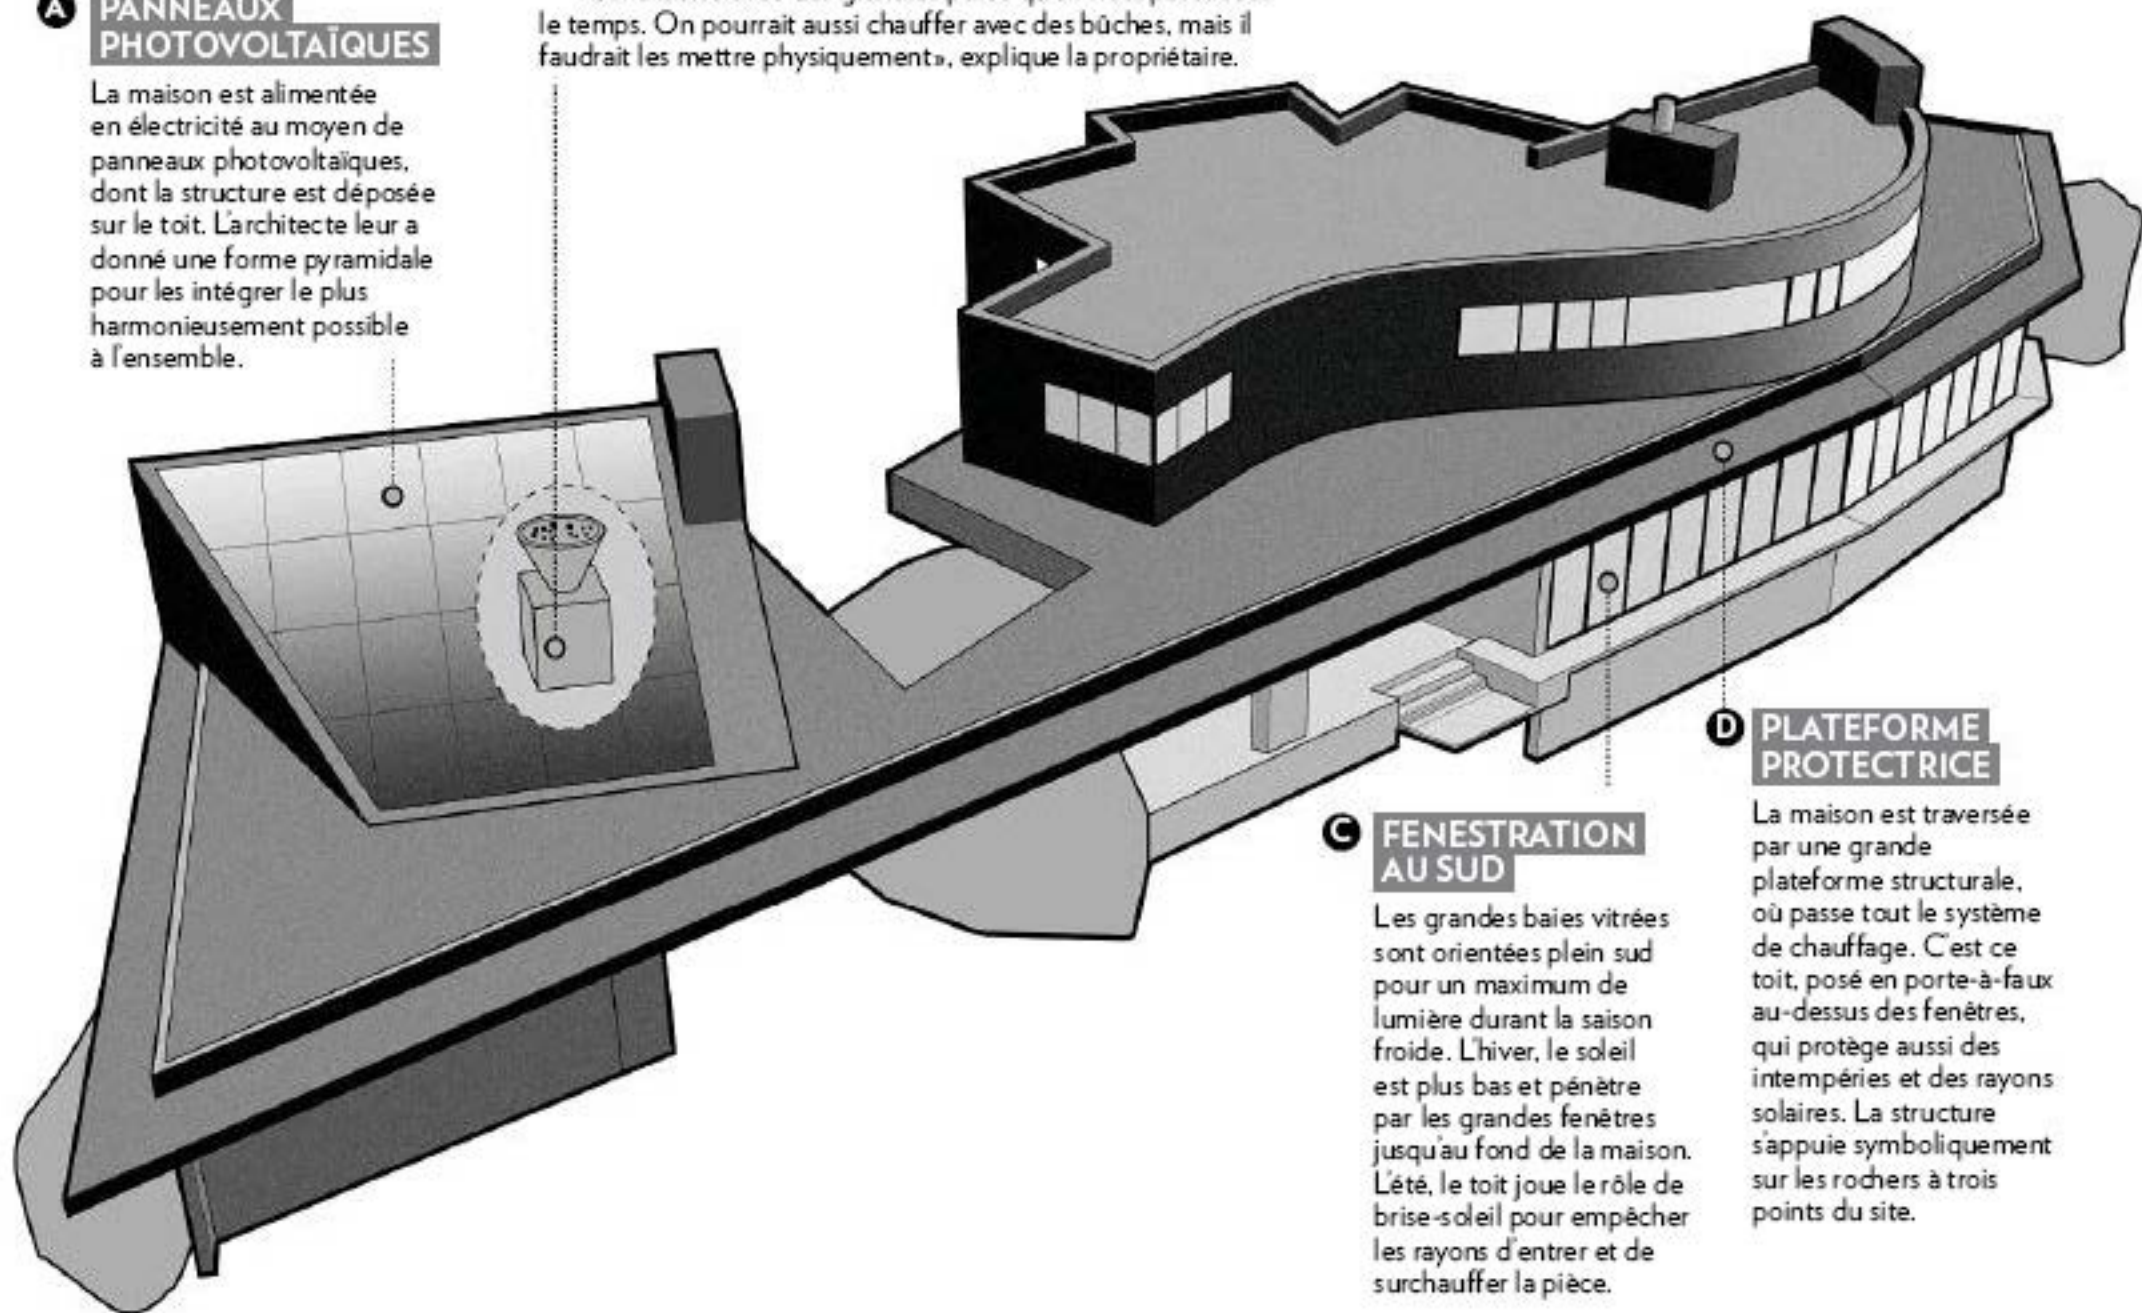 A PANNEAUX
PHOTOVOLTAÏQUES
La maison est alimentée
en électricité au moyen de
panneaux photovoltaïques,
dont la structure est déposée
sur le toit. L'architecte leur a
donné une forme pyramidale
pour les intégrer le plus
harmonieusement possible
à l'ensemble.
le temps. On pourrait aussi chauffer avec des bûches, mais il
faudrait les mettre physiquement», explique la propriétaire.
C FENESTRATION
AU SUD
Les grandes baies vitrées
sont orientées plein sud
pour un maximum de
lumière durant la saison
froide. L'hiver, le soleil
est plus bas et pénètre
par les grandes fenêtres
jusqu'au fond de la maison.
L'été, le toit joue le rôle de
brise-soleil pour empêcher
les rayons d'entrer et de
surchauffer la pièce.
D PLATEFORME
PROTECTRICE
La maison est traversée
par une grande
plateforme structurale,
où passe tout le système
de chauffage. C'est ce
toit, posé en porte-à-faux
au-dessus des fenêtres,
qui protège aussi des
intempéries et des rayons
solaires. La structure
s'appuie symboliquement
sur les rochers à trois
points du site.